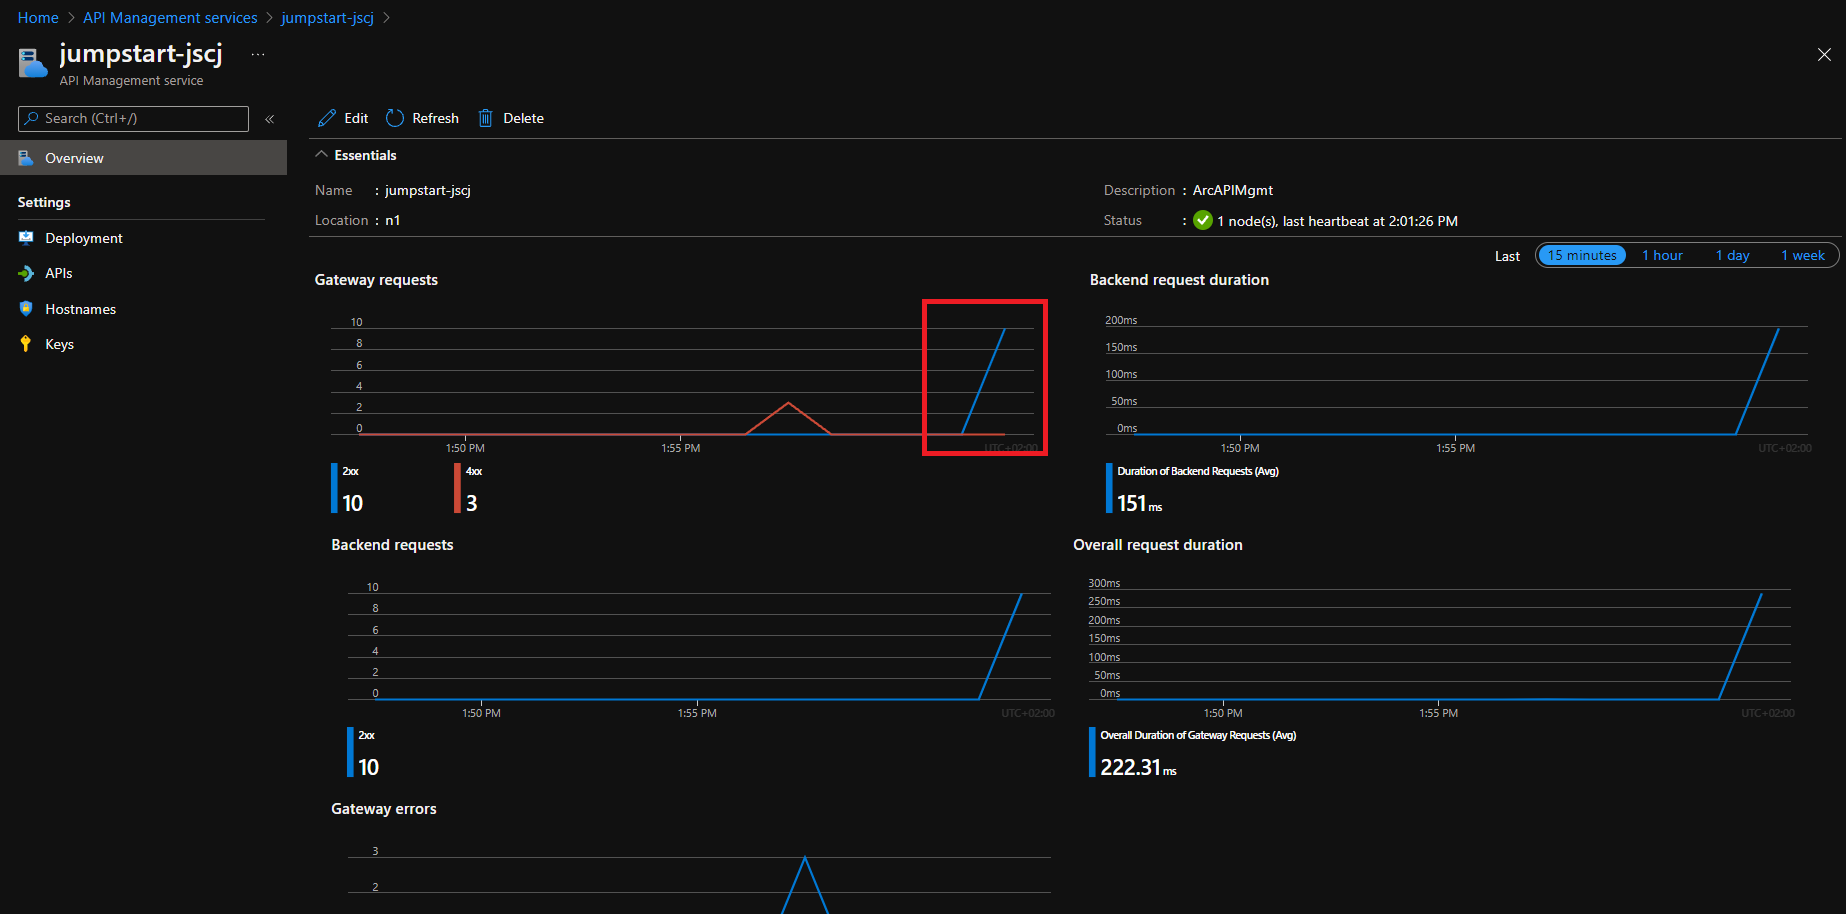 Home > API Management services > jumpstart-jscj >
jumpstart-jscj ...
API Management service
Search (Ctrl+/) «
Overview
Settings
Deployment
APIs
Hostnames
Keys
Edit Refresh Delete
Essentials
Name : jumpstart-jscj
Location : n1
Description : ArcAPIMgmt
Status : 1 node(s), last heartbeat at 2:01:26 PM
Last 15 minutes 1 hour 1 day 1 week
Gateway requests
10
8
6
4
2
0
1:50 PM 1:55 PM UTC+02:00
2xx 4xx
10 3
Backend request duration
200ms
150ms
100ms
50ms
0ms
1:50 PM 1:55 PM UTC+02:00
Duration of Backend Requests (Avg)
151 ms
Backend requests
10
8
6
4
2
0
1:50 PM 1:55 PM UTC+02:00
2xx
10
Overall request duration
300ms
250ms
200ms
150ms
100ms
50ms
0ms
1:50 PM 1:55 PM UTC+02:00
Overall Duration of Gateway Requests (Avg)
222.31 ms
Gateway errors
3
2